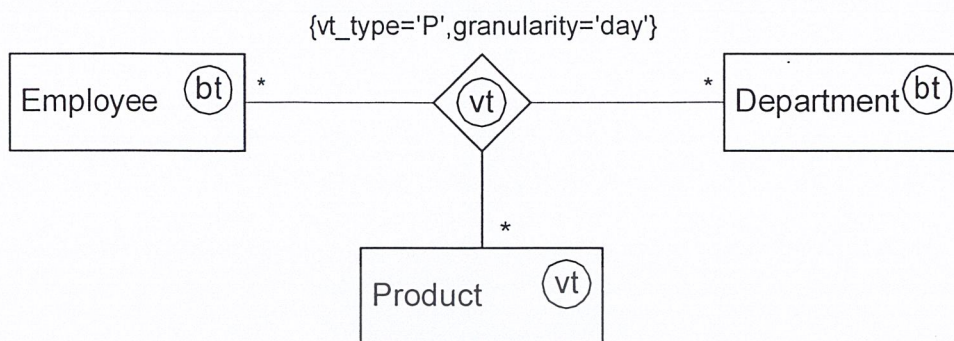 {vt_type='P',granularity='day'}
Employee bt * vt * Department bt
*
Product vt